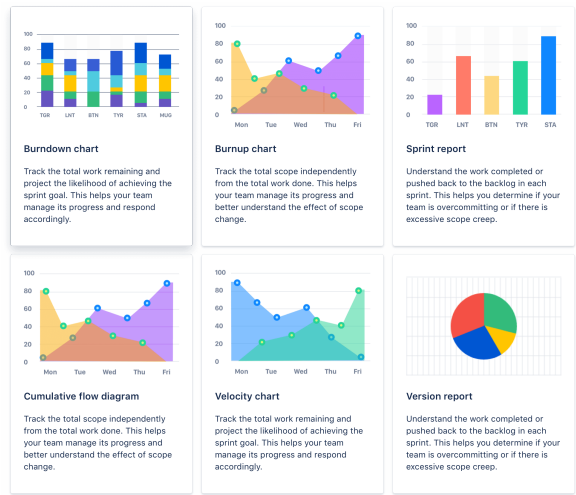 100
80
60
40
20
0
TGR LNT BTN TYR STA MUG
Burndown chart
Track the total work remaining and
project the likelihood of achieving the
sprint goal. This helps your team
manage its progress and respond
accordingly.
100
80
60
40
20
0
Mon Tue Wed Thu Fri
Burnup chart
Track the total scope independently
from the total work done. This helps
your team manage its progress and
better understand the effect of scope
change.
100
80
60
40
20
0
TGR LNT BTN TYR STA
Sprint report
Understand the work completed or
pushed back to the backlog in each
sprint. This helps you determine if your
team is overcommitting or if there is
excessive scope creep.
100
80
60
40
20
0
Mon Tue Wed Thu Fri
Cumulative flow diagram
Track the total scope independently
from the total work done. This helps
your team manage its progress and
better understand the effect of scope
change.
100
80
60
40
20
0
Mon Tue Wed Thu Fri
Velocity chart
Track the total work remaining and
project the likelihood of achieving the
sprint goal. This helps your team
manage its progress and respond
accordingly.
Version report
Understand the work completed or
pushed back to the backlog in each
sprint. This helps you determine if your
team is overcommitting or if there is
excessive scope creep.